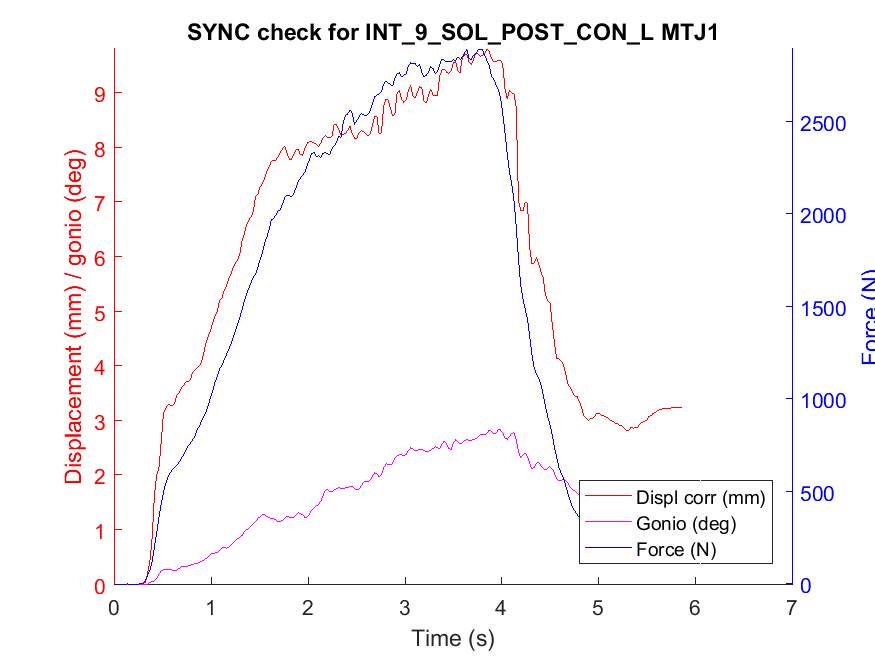 SYNC check for INT_9_SOL_POST_CON_L MTJ1
Displacement (mm) / gonio (deg)
9
8
7
6
5
4
3
2
1
0
2500
2000
1500
1000
500
0
Force (N)
Displ corr (mm)
Gonio (deg)
Force (N)
0 1 2 3 4 5 6 7
Time (s)